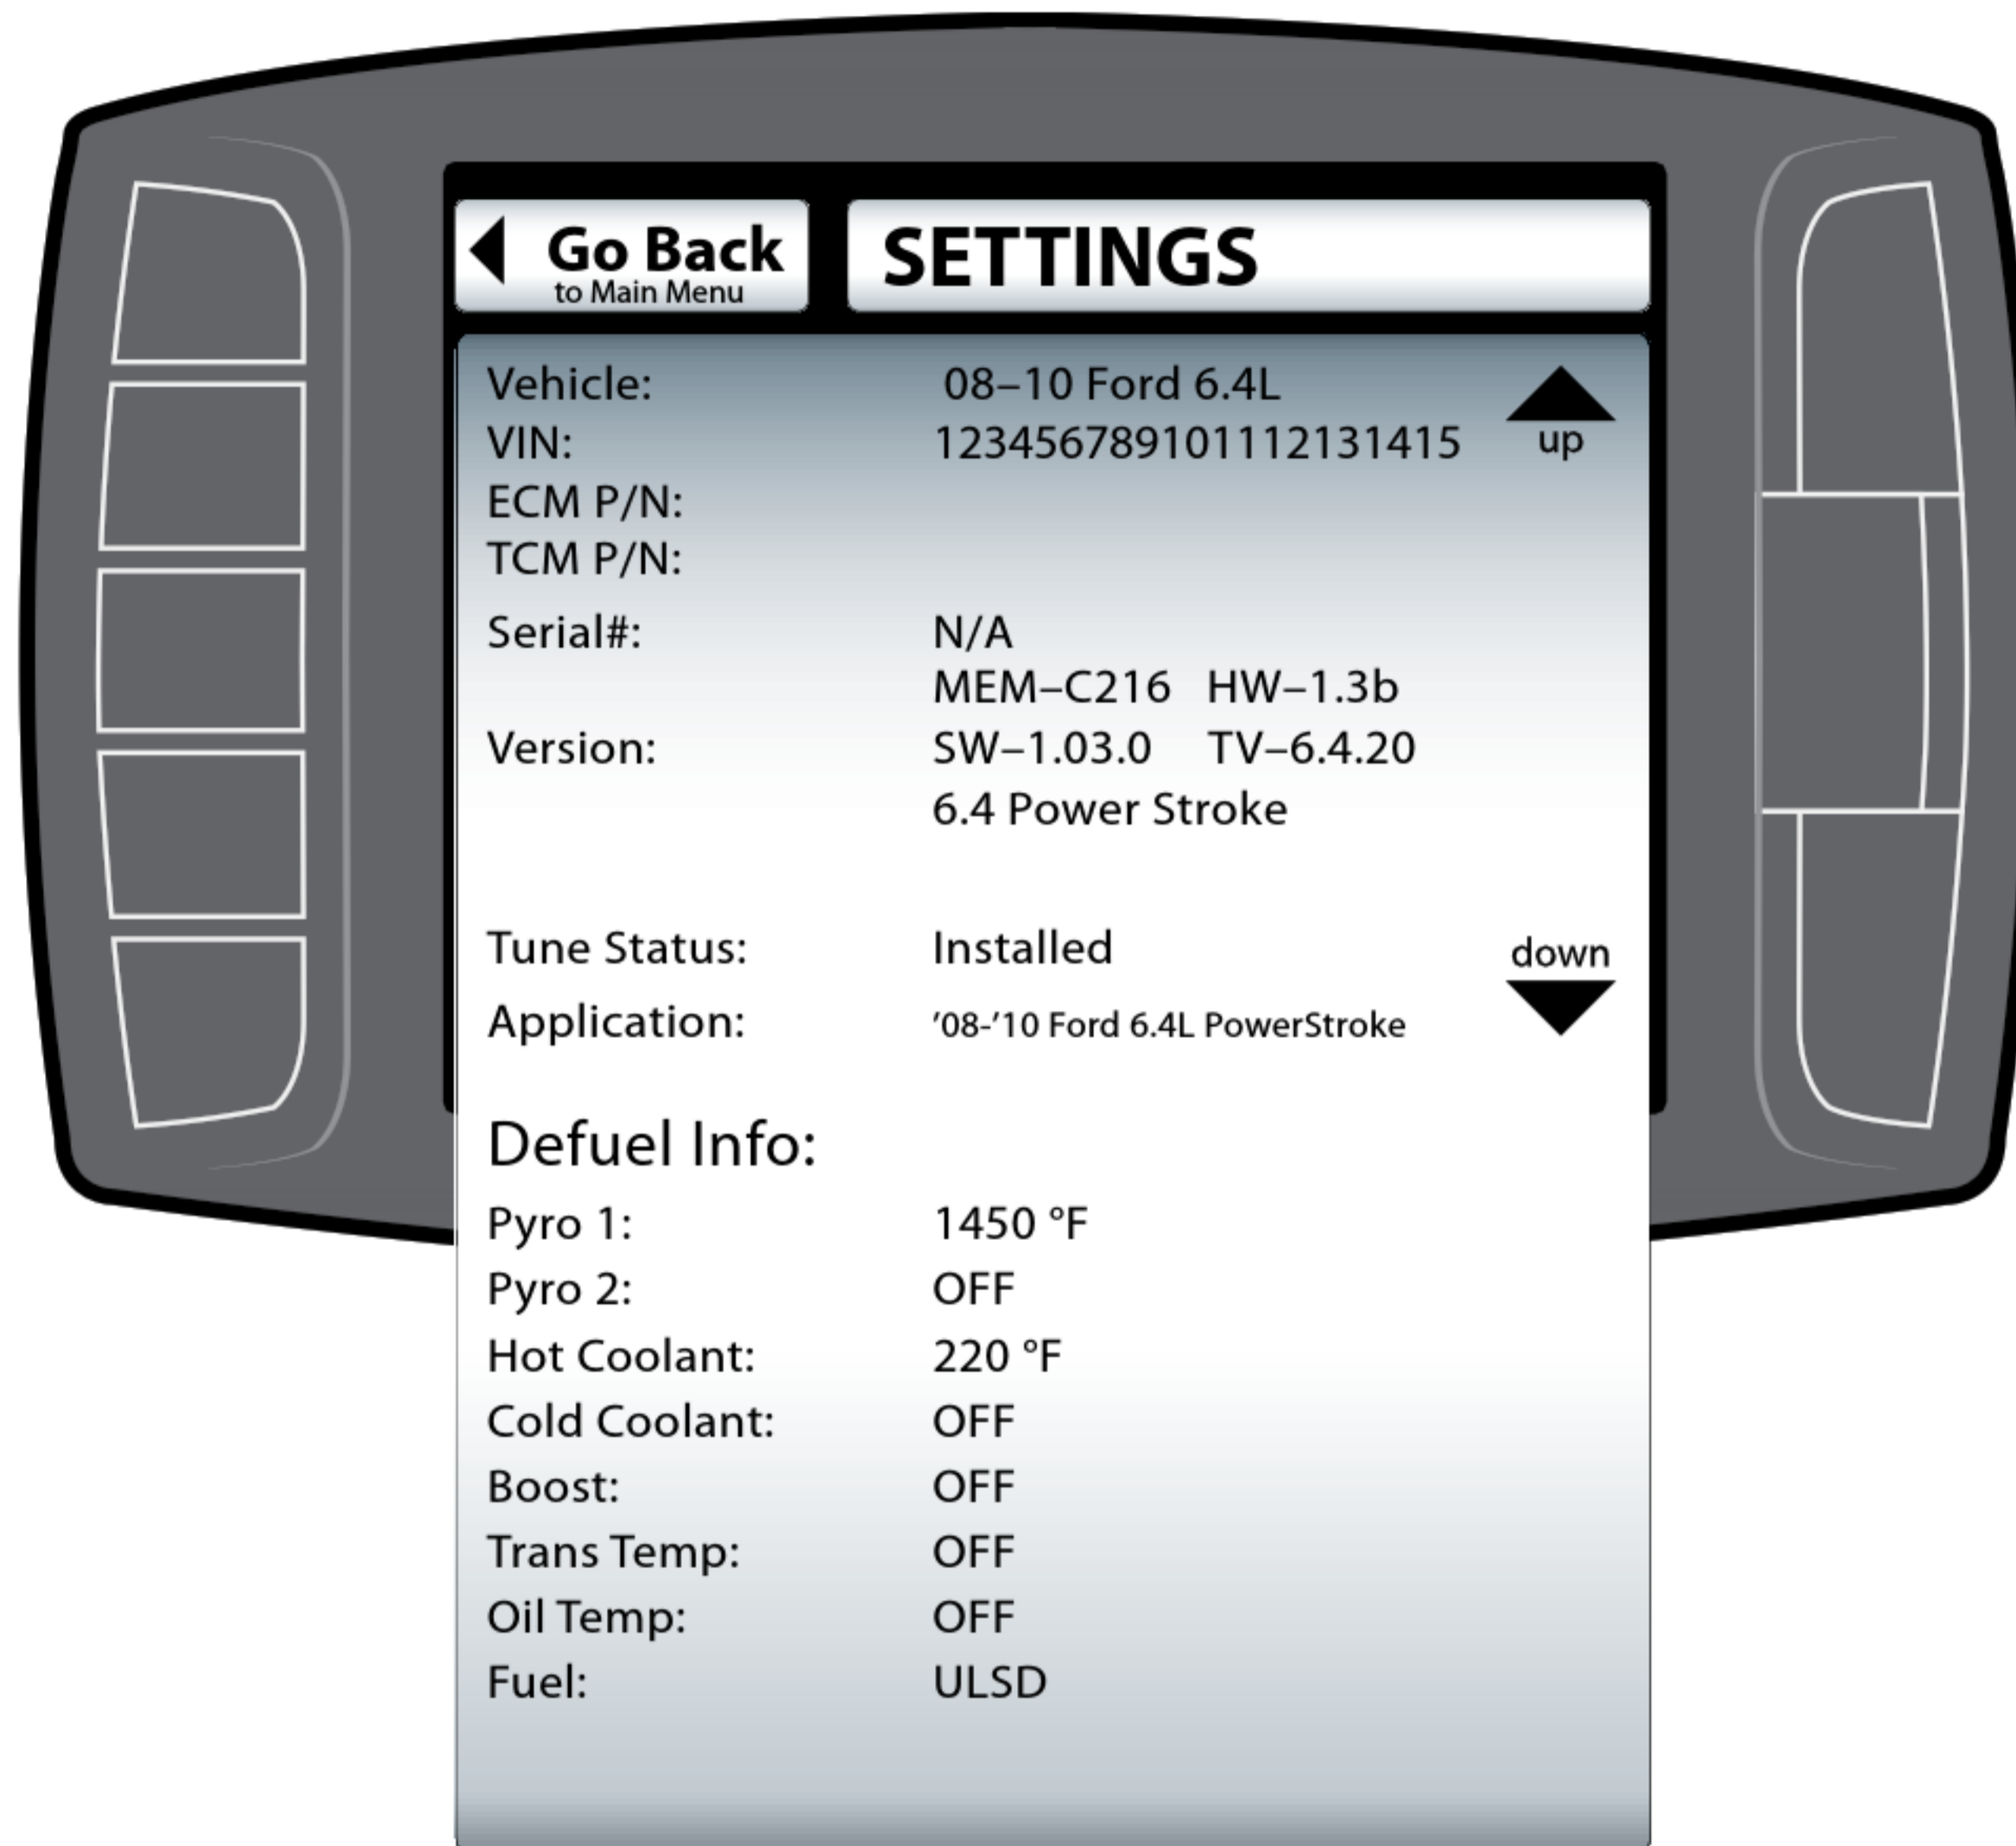 Go Back
to Main Menu
SETTINGS
Vehicle: 08–10 Ford 6.4L
up
VIN: 123456789101112131415
ECM P/N:
TCM P/N:
Serial#: N/A
MEM–C216 HW–1.3b
Version: SW–1.03.0 TV–6.4.20
6.4 Power Stroke
Tune Status: Installed
down
Application: ’08-’10 Ford 6.4L PowerStroke
Defuel Info:
Pyro 1: 1450 °F
Pyro 2: OFF
Hot Coolant: 220 °F
Cold Coolant: OFF
Boost: OFF
Trans Temp: OFF
Oil Temp: OFF
Fuel: ULSD